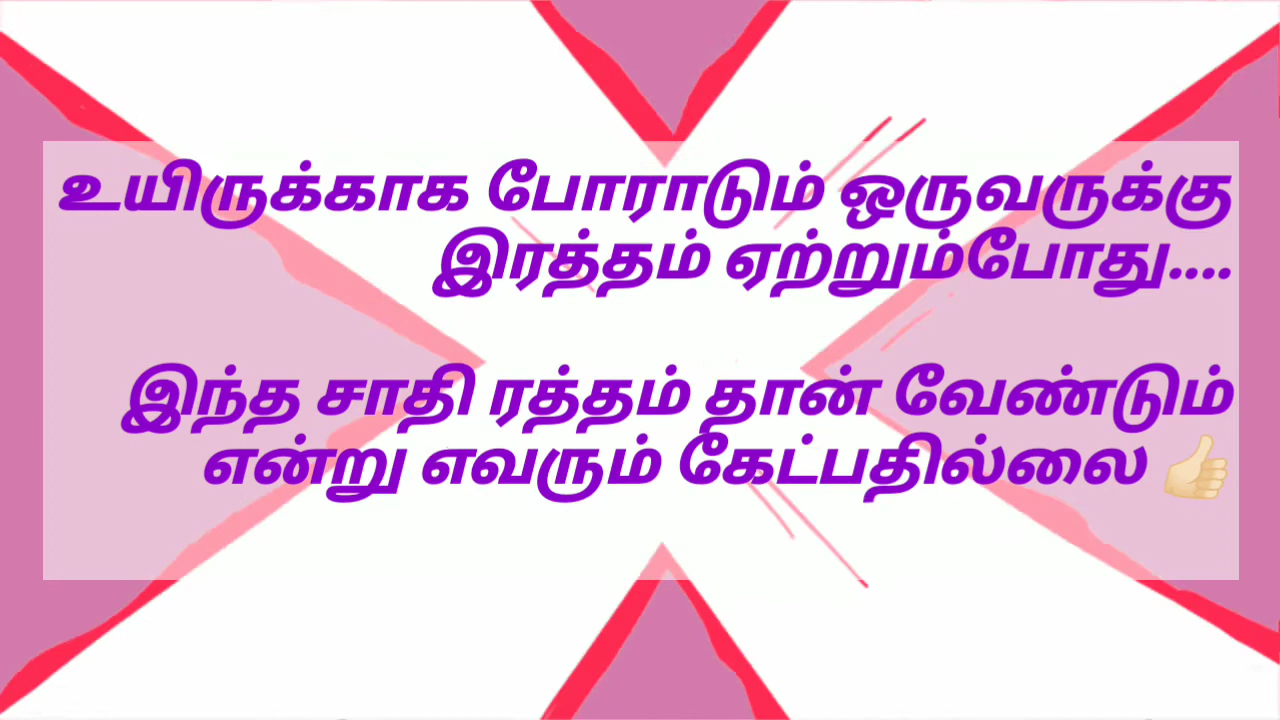 உயிருக்காக போராடும் ஒருவருக்கு
இரத்தம் ஏற்றும்போது....
இந்த சாதி ரத்தம் தான் வேண்டும்
என்று எவரும் கேட்பதில்லை 👍🏻